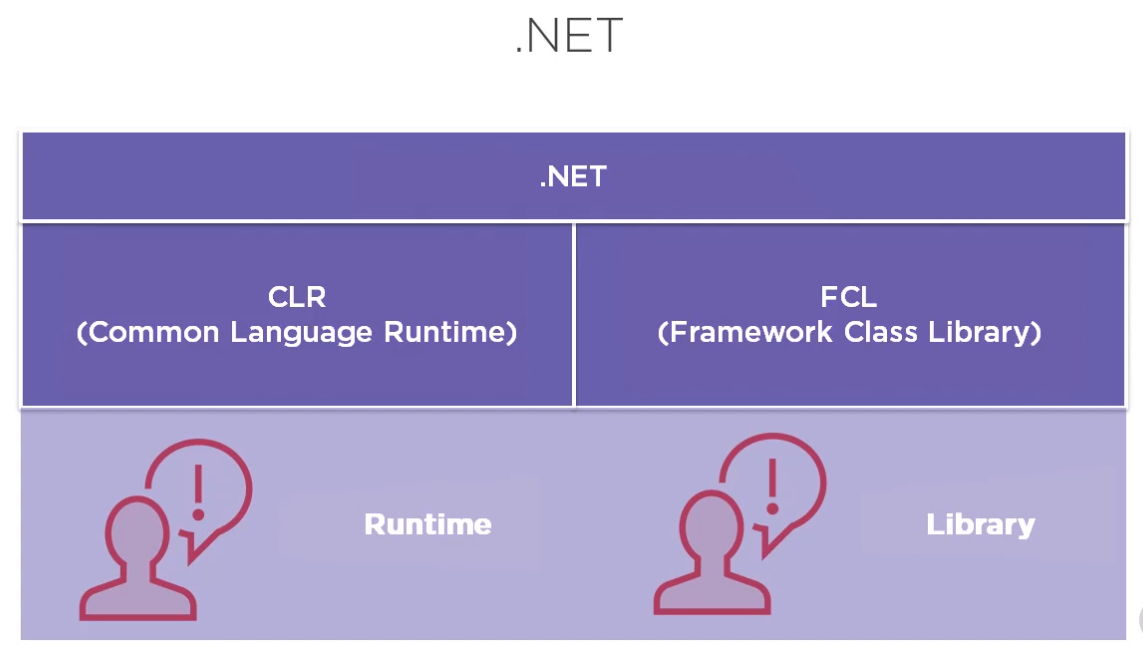 .NET
.NET
CLR
(Common Language Runtime)
FCL
(Framework Class Library)
Runtime
Library